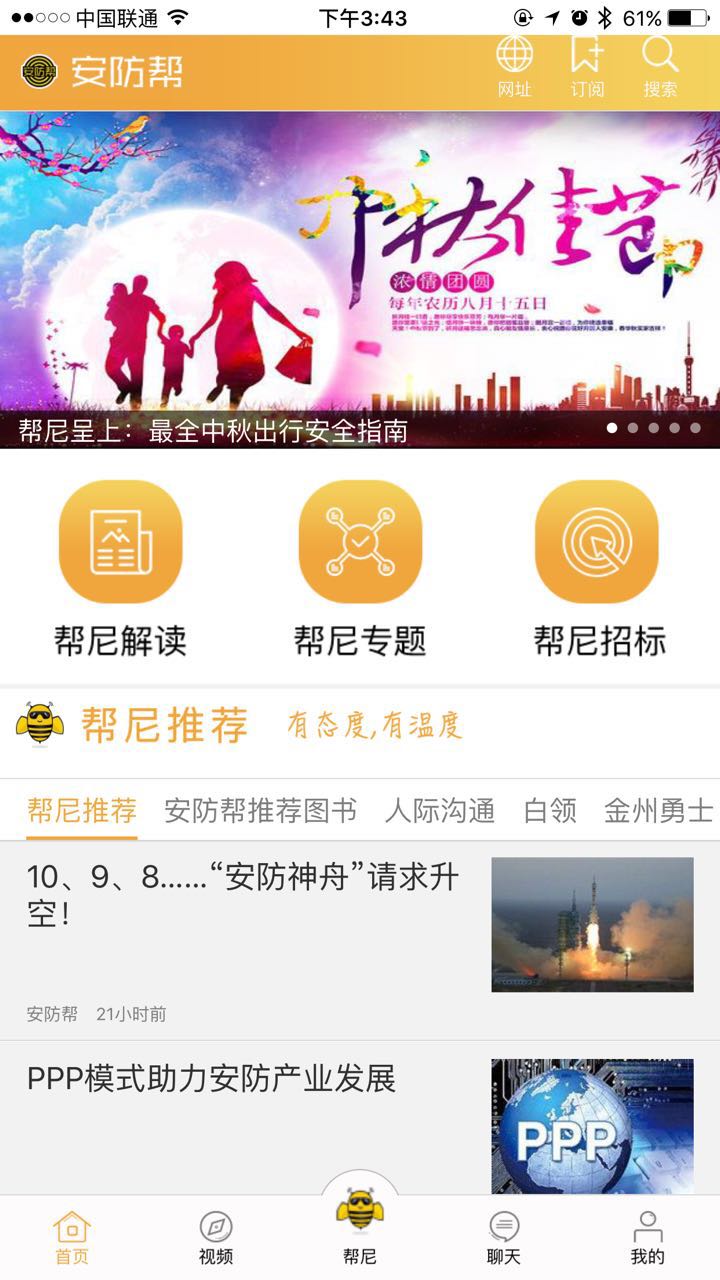 中国联通
下午3:43
61%
安防帮
网址
订阅
搜索
中秋佳节
浓情团圆
每年农历八月十五日
帮尼呈上：最全中秋出行安全指南
帮尼解读
帮尼专题
帮尼招标
帮尼推荐
有态度,有温度
帮尼推荐
安防帮推荐图书
人际沟通
白领
金州勇士
10、9、8……“安防神舟”请求升
空！
安防帮
21小时前
PPP模式助力安防产业发展
PPP
首页
视频
帮尼
聊天
我的